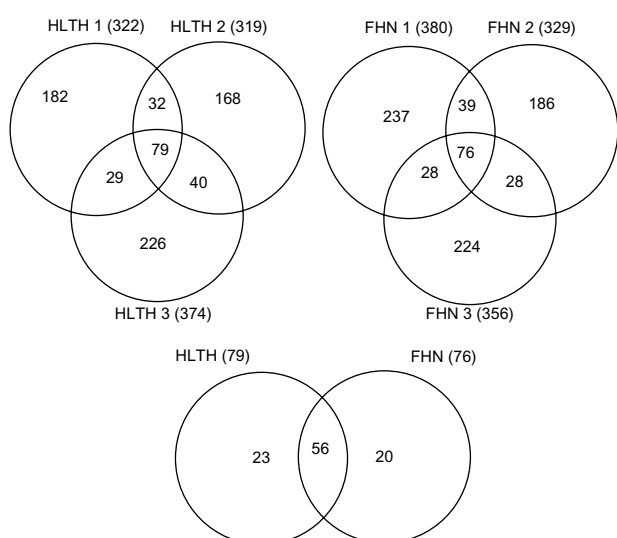 HLTH 1 (322)
HLTH 2 (319)
182
32
168
79
29
40
226
HLTH 3 (374)
FHN 1 (380)
FHN 2 (329)
237
39
186
76
28
28
224
FHN 3 (356)
HLTH (79)
FHN (76)
23
56
20